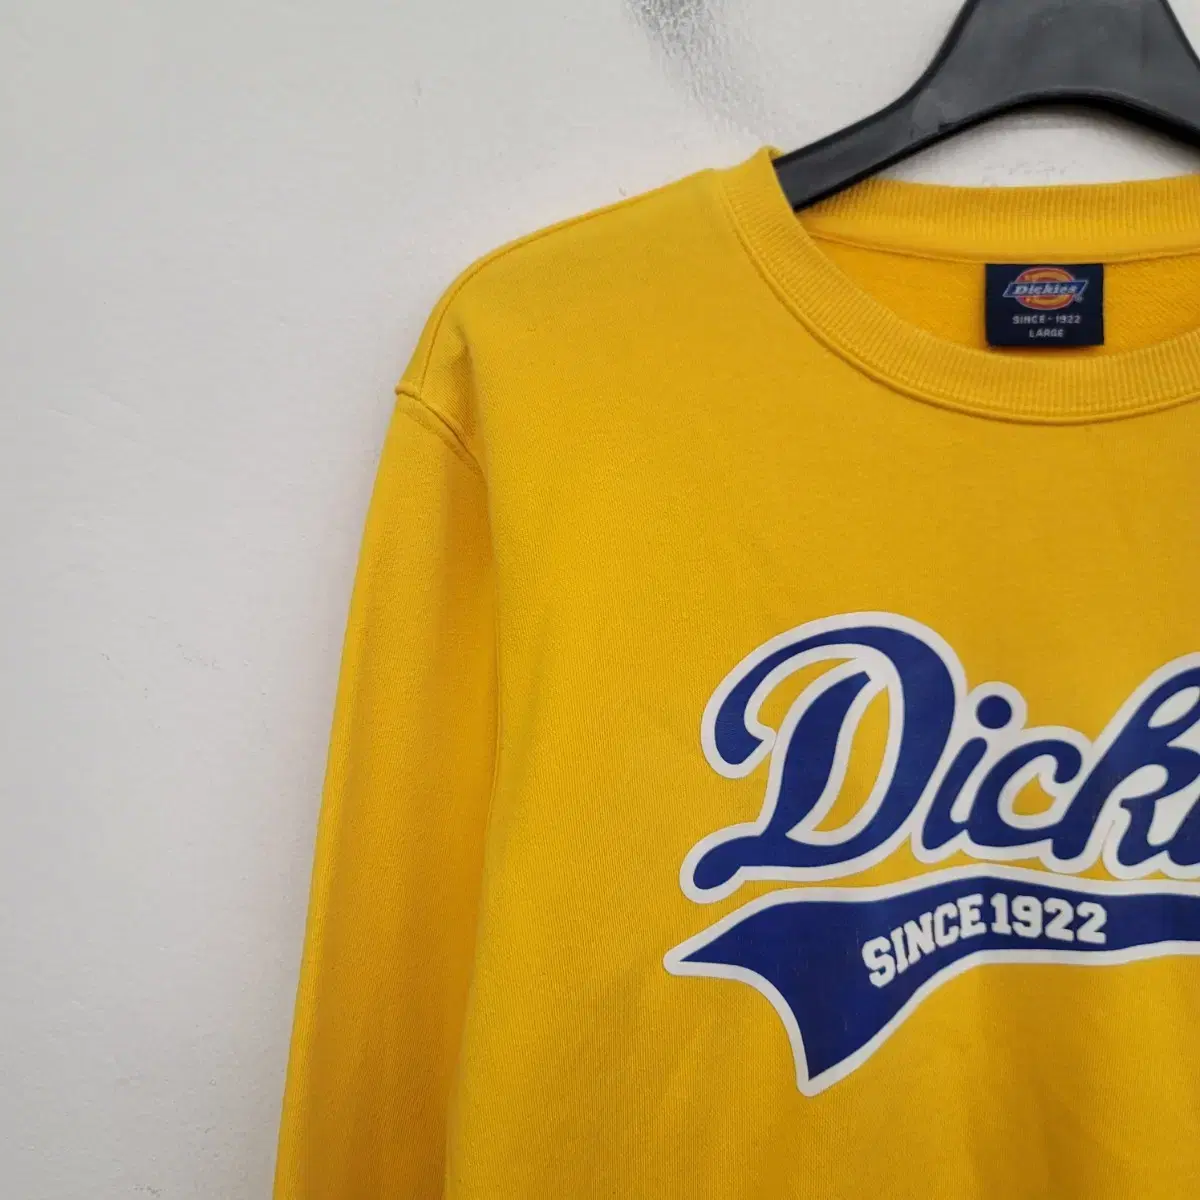 Dickies
SINCE - 1922
LARGE
Dick
SINCE 1922